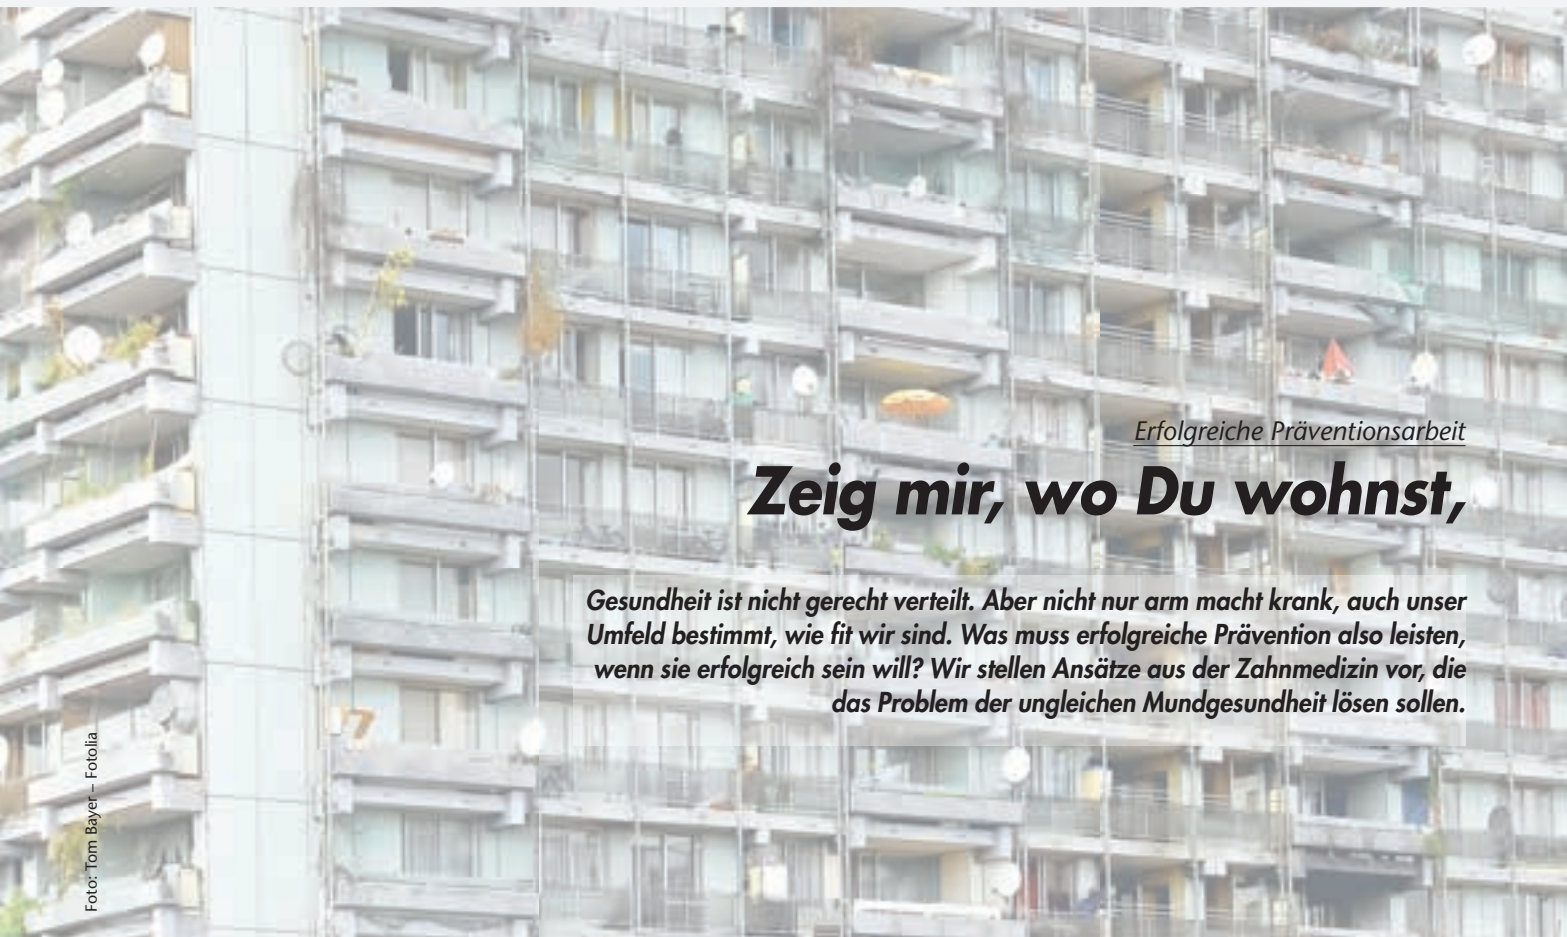 Erfolgreiche Präventionsarbeit
Zeig mir, wo Du wohnst,
Gesundheit ist nicht gerecht verteilt. Aber nicht nur arm macht krank, auch unser
Umfeld bestimmt, wie fit wir sind. Was muss erfolgreiche Prävention also leisten,
wenn sie erfolgreich sein will? Wir stellen Ansätze aus der Zahnmedizin vor, die
das Problem der ungleichen Mundgesundheit lösen sollen.
Foto: Tom Bayer – Fotolia